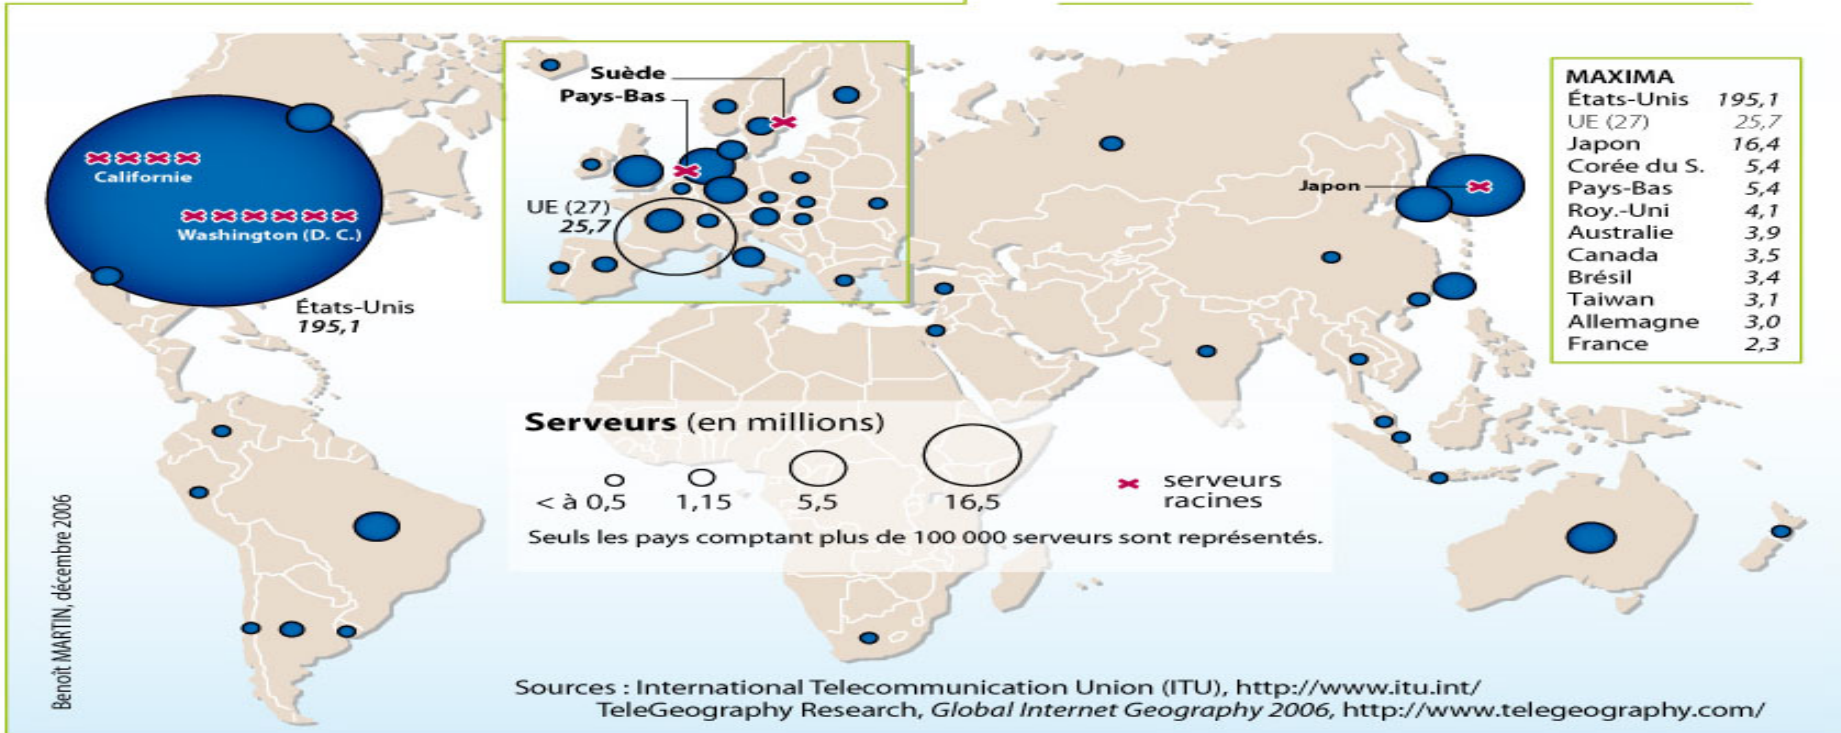 Suède
Pays-Bas
UE (27)
25,7
Californie
Washington (D. C.)
États-Unis
195,1
Japon
MAXIMA
États-Unis 195,1
UE (27) 25,7
Japon 16,4
Corée du S. 5,4
Pays-Bas 5,4
Roy.-Uni 4,1
Australie 3,9
Canada 3,5
Brésil 3,4
Taiwan 3,1
Allemagne 3,0
France 2,3
Serveurs (en millions)
< à 0,5 1,15 5,5 16,5
serveurs
racines
Seuls les pays comptant plus de 100 000 serveurs sont représentés.
Benoît MARTIN, décembre 2006
Sources : International Telecommunication Union (ITU), http://www.itu.int/
TeleGeography Research, Global Internet Geography 2006, http://www.telegeography.com/